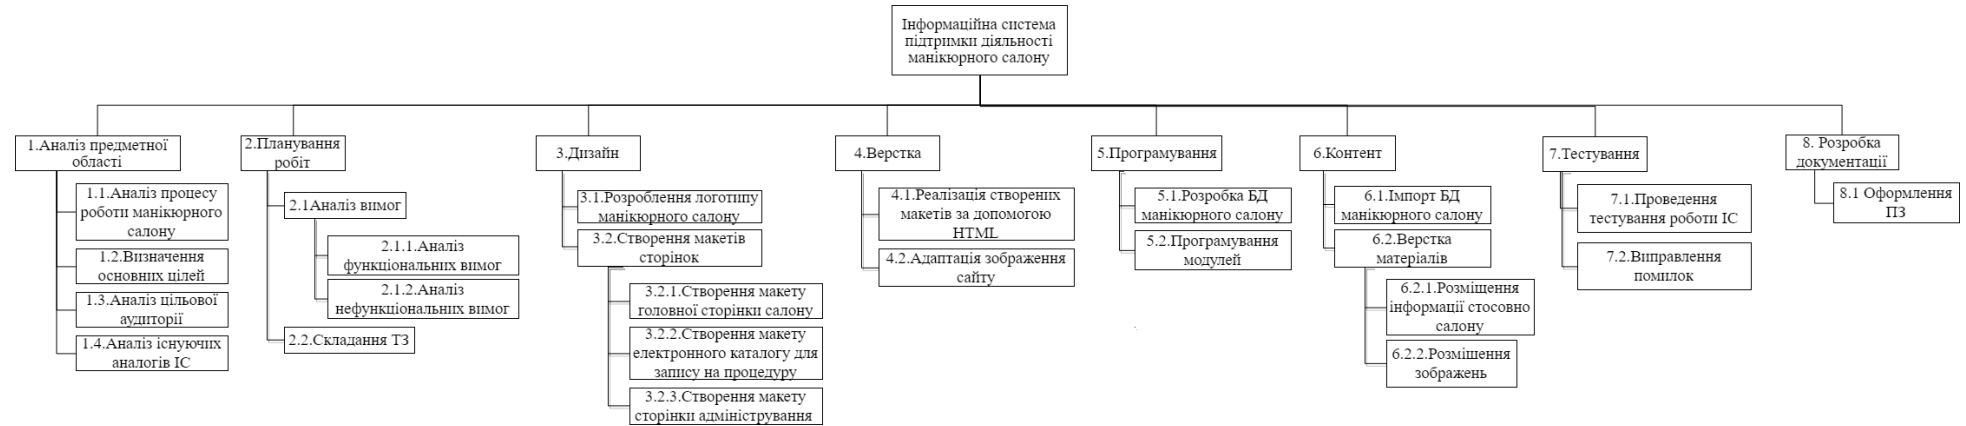 Інформаційна система
підтримки діяльності
манікюрного салону
1.Аналіз предметної
області
1.1.Аналіз процесу
роботи манікюрного
салону
1.2.Визначення
основних цілей
1.3.Аналіз цільової
аудиторії
1.4.Аналіз існуючих
аналогів ІС
2.Планування
робіт
2.1Аналіз вимог
2.1.1.Аналіз
функціональних вимог
2.1.2.Аналіз
нефункціональних вимог
2.2.Складання ТЗ
3.Дизайн
3.1.Розроблення логотипу
манікюрного салону
3.2.Створення макетів
сторінок
3.2.1.Створення макету
головної сторінки салону
3.2.2.Створення макету
електронного каталогу для
запису на процедуру
3.2.3.Створення макету
сторінки адміністрування
4.Верстка
4.1.Реалізація створених
макетів за допомогою
HTML
4.2.Адаптація зображення
сайту
5.Програмування
5.1.Розробка БД
манікюрного салону
5.2.Програмування
модулей
6.Контент
6.1.Імпорт БД
манікюрного салону
6.2.Верстка
матеріалів
6.2.1.Розміщення
інформації стосовно
салону
6.2.2.Розмішення
зображень
7.Тестування
7.1.Проведення
тестування роботи ІС
7.2.Виправлення
помилок
8. Розробка
документації
8.1 Оформлення
ПЗ